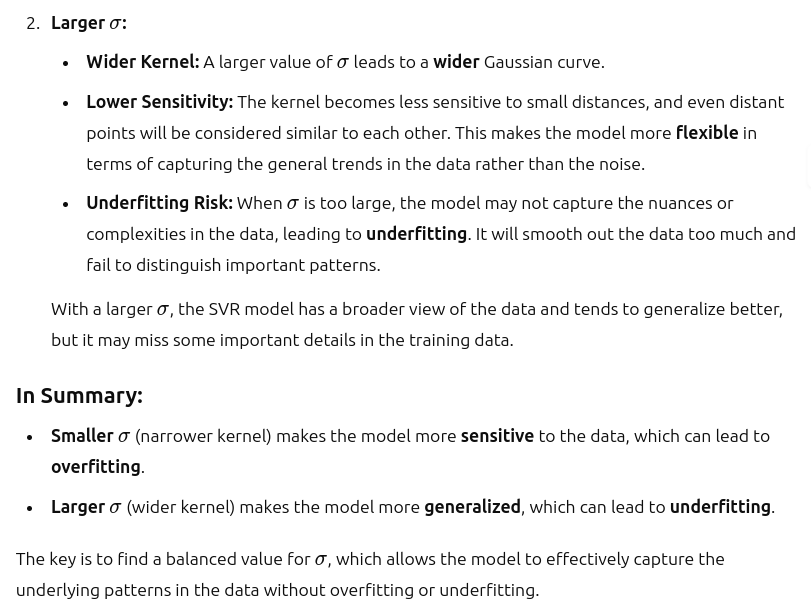 2. Larger σ:
• Wider Kernel: A larger value of σ leads to a wider Gaussian curve.
• Lower Sensitivity: The kernel becomes less sensitive to small distances, and even distant
points will be considered similar to each other. This makes the model more flexible in
terms of capturing the general trends in the data rather than the noise.
• Underfitting Risk: When σ is too large, the model may not capture the nuances or
complexities in the data, leading to underfitting. It will smooth out the data too much and
fail to distinguish important patterns.
With a larger σ, the SVR model has a broader view of the data and tends to generalize better,
but it may miss some important details in the training data.
In Summary:
• Smaller σ (narrower kernel) makes the model more sensitive to the data, which can lead to
overfitting.
• Larger σ (wider kernel) makes the model more generalized, which can lead to underfitting.
The key is to find a balanced value for σ, which allows the model to effectively capture the
underlying patterns in the data without overfitting or underfitting.